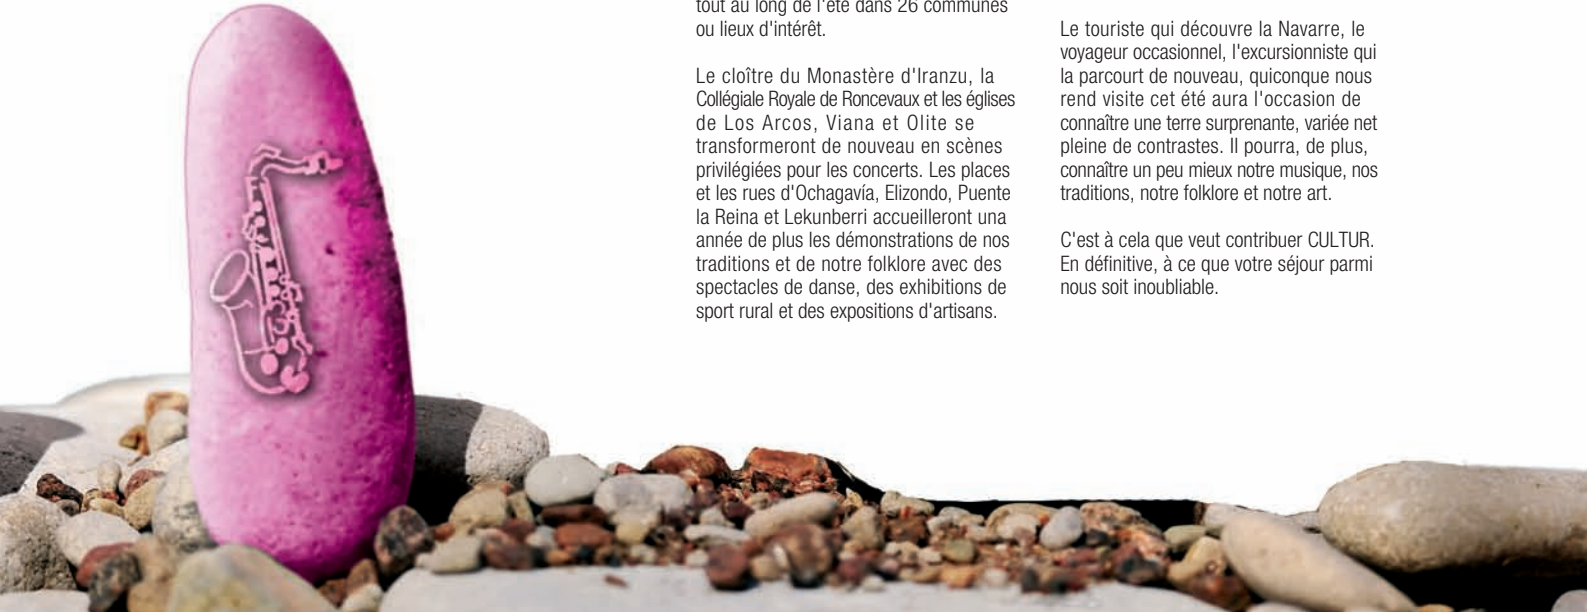 tout au long de l'été dans 26 communes
ou lieux d'intérêt.
Le cloître du Monastère d'Iranzu, la
Collégiale Royale de Roncevaux et les églises
de Los Arcos, Viana et Olite se
transformeront de nouveau en scènes
privilégiées pour les concerts. Les places
et les rues d'Ochagavía, Elizondo, Puente
la Reina et Lekunberri accueilleront una
année de plus les démonstrations de nos
traditions et de notre folklore avec des
spectacles de danse, des exhibitions de
sport rural et des expositions d'artisans.
Le touriste qui découvre la Navarre, le
voyageur occasionnel, l'excursionniste qui
la parcourt de nouveau, quiconque nous
rend visite cet été aura l'occasion de
connaître une terre surprenante, variée net
pleine de contrastes. Il pourra, de plus,
connaître un peu mieux notre musique, nos
traditions, notre folklore et notre art.
C'est à cela que veut contribuer CULTUR.
En définitive, à ce que votre séjour parmi
nous soit inoubliable.